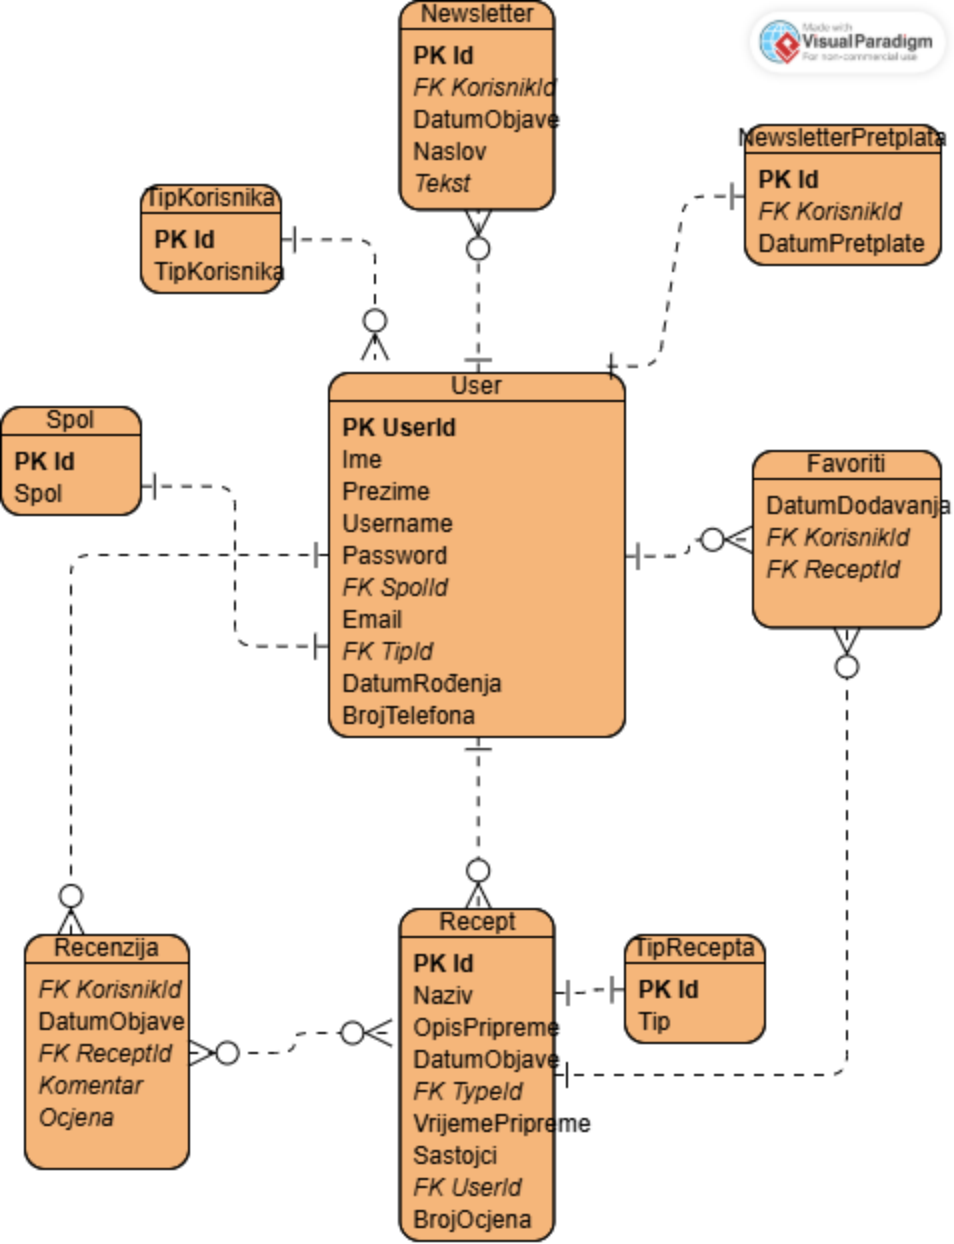 Newsletter
PK Id
FK KorisnikId
DatumObjave
Naslov
Tekst
Made with
VisualParadigm
For non-commercial use
NewsletterPretplata
PK Id
FK KorisnikId
DatumPretplate
TipKorisnika
PK Id
TipKorisnika
User
PK UserId
Ime
Prezime
Username
Password
FK SpolId
Email
FK TipId
DatumRođenja
BrojTelefona
Spol
PK Id
Spol
Favoriti
DatumDodavanja
FK KorisnikId
FK ReceptId
Recenzija
FK KorisnikId
DatumObjave
FK ReceptId
Komentar
Ocjena
Recept
PK Id
Naziv
OpisPripreme
DatumObjave
FK TypeId
VrijemePripreme
Sastojci
FK UserId
BrojOcjena
TipRecepta
PK Id
Tip